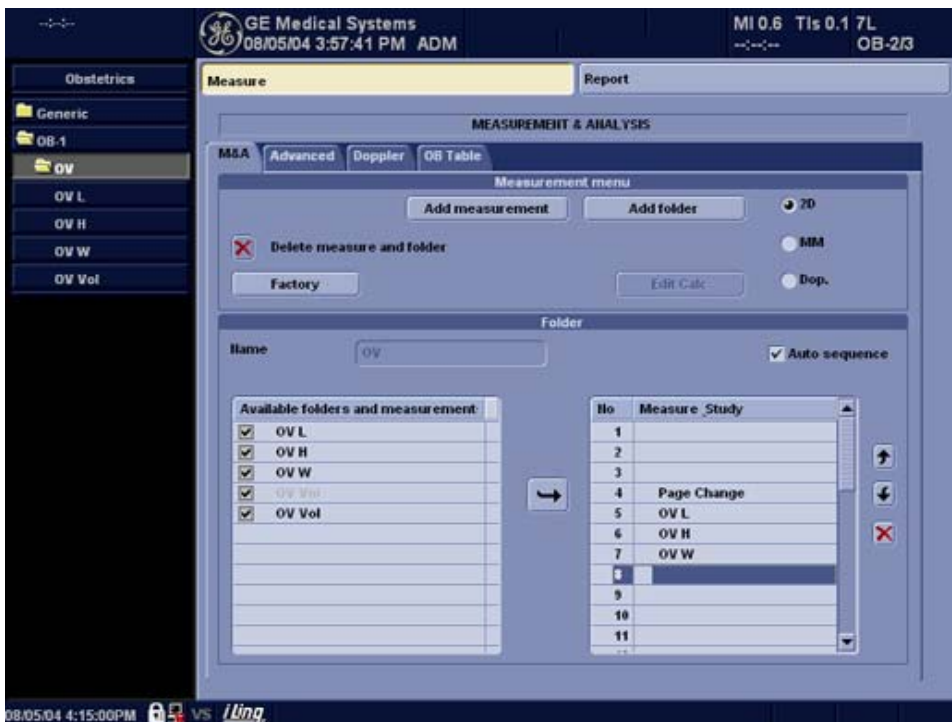 --:--:--
GE Medical Systems
08/05/04 3:57:41 PM ADM
MI 0.6 TIs 0.1 7L
--:--:-- OB-2/3
Obstetrics
Generic
OB-1
OV
OV L
OV H
OV W
OV Vol
Measure
Report
MEASUREMENT & ANALYSIS
M&A Advanced Doppler OB Table
Measurement menu
Add measurement Add folder 2D
Delete measure and folder MM
Factory Edit Calc Dop.
Folder
Name OV Auto sequence
Available folders and measurement
OV L
OV H
OV W
OV Vol
OV Vol
No Measure_Study
1
2
3
4 Page Change
5 OV L
6 OV H
7 OV W
8
9
10
11
08/05/04 4:15:00PM VS iLinq